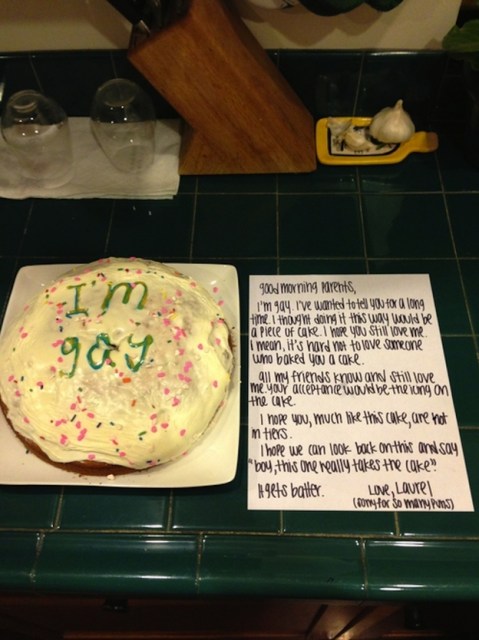 I'm
gay
good morning parents,
I'm gay. I've wanted to tell you for a long
time. I thought doing it this way would be
a piece of cake. I hope you still love me.
I mean, it's hard not to love someone
who baked you a cake.
all my friends know and still love
me. your acceptance would be the icing on
the cake.
I hope you, much like this cake, are not
in tiers.
I hope we can look back on this and say
"boy, this one really takes the cake"
It gets batter.
Love, Laurel
(sorry for so many puns)